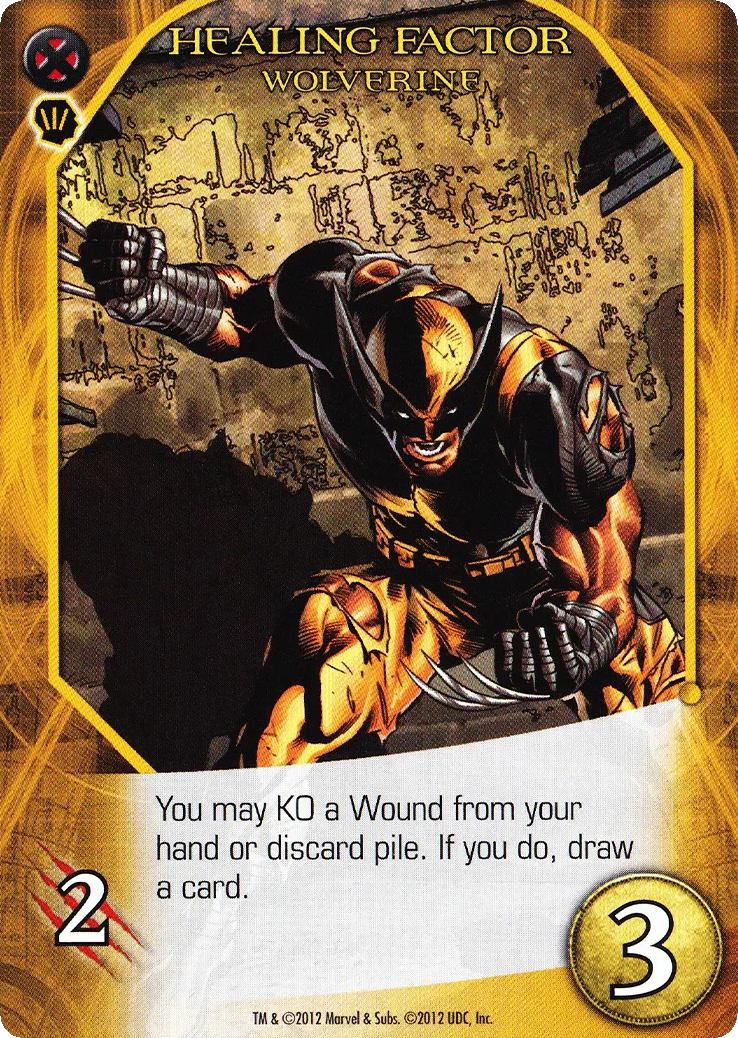 HEALING FACTOR
WOLVERINE
You may KO a Wound from your
hand or discard pile. If you do, draw
a card.
2
3
TM & ©2012 Marvel & Subs. ©2012 UDC, Inc.